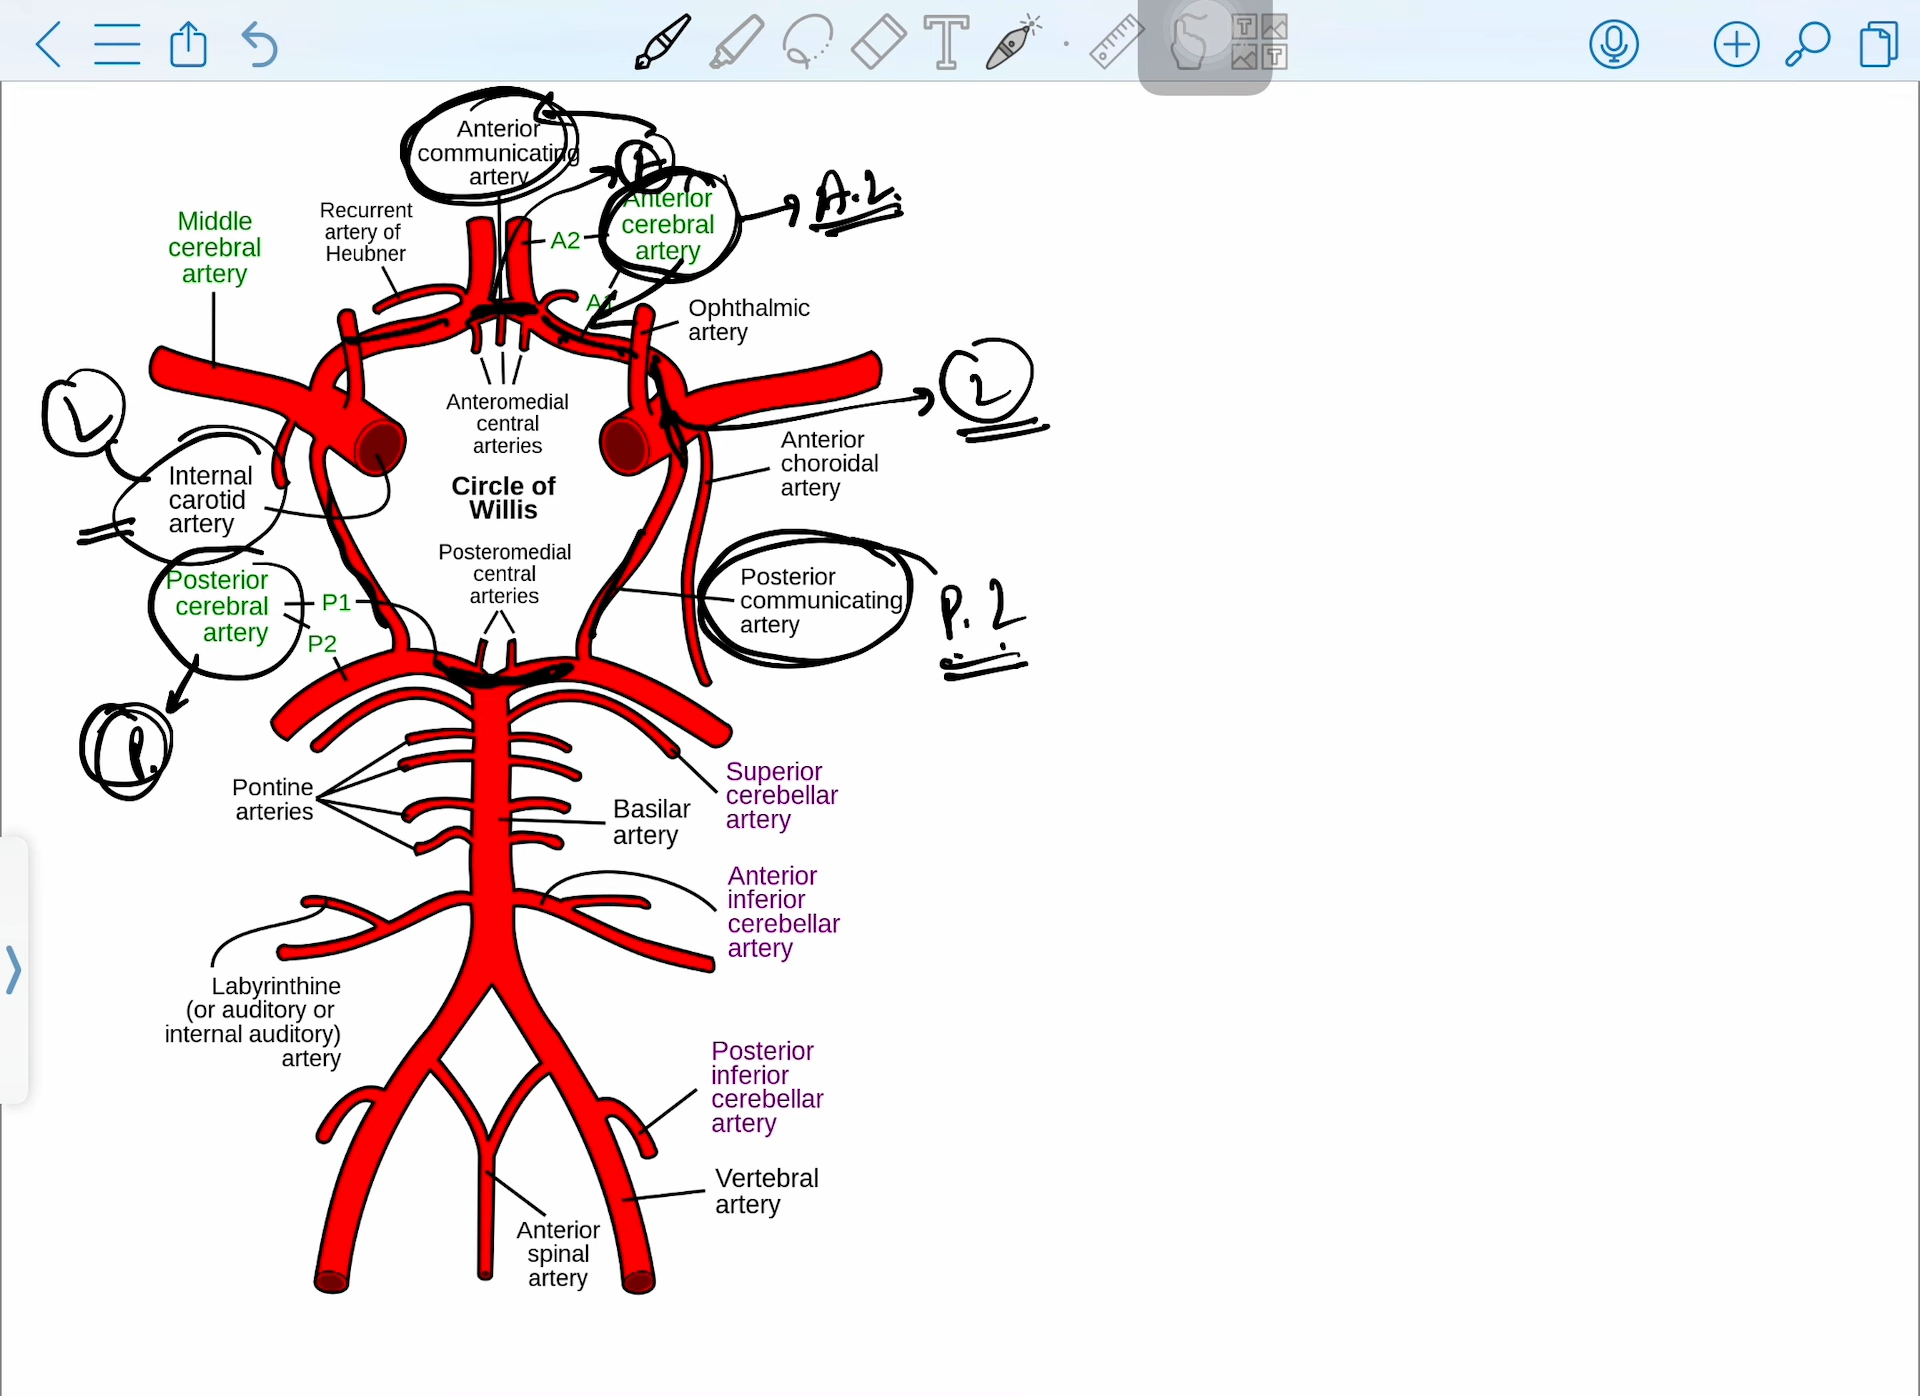 Anterior
communicating
artery
Anterior
cerebral
artery
A.2.
A2
Middle
cerebral
artery
Recurrent
artery of
Heubner
Ophthalmic
artery
2
Anteromedial
central
arteries
Anterior
choroidal
artery
Internal
carotid
artery
Circle of
Willis
Posteromedial
central
arteries
Posterior
cerebral
artery
P1
P2
Posterior
communicating
artery
P. 2
Pontine
arteries
Basilar
artery
Superior
cerebellar
artery
Anterior
inferior
cerebellar
artery
Labyrinthine
(or auditory or
internal auditory)
artery
Posterior
inferior
cerebellar
artery
Vertebral
artery
Anterior
spinal
artery